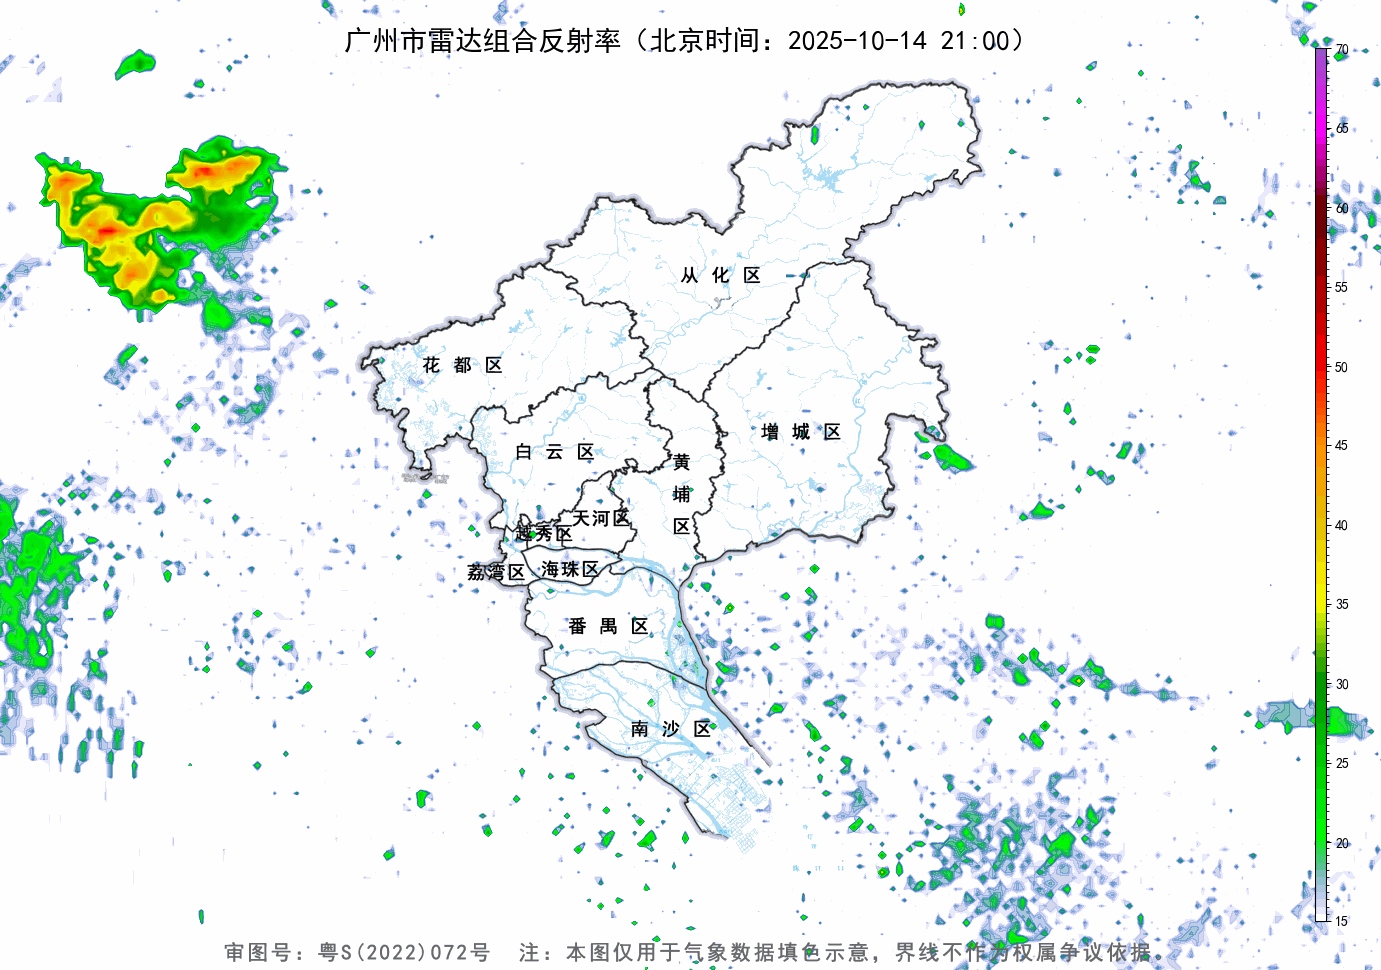 广州市雷达组合反射率（北京时间：2025-10-14 21:00）
70
65
60
55
50
45
40
35
30
25
20
15
从化区
花都区
增城区
白云区
黄埔区
天河区
越秀区
荔湾区
海珠区
番禺区
南沙区
审图号：粤S(2022)072号 注：本图仅用于气象数据填色示意，界线不作为权属争议依据。